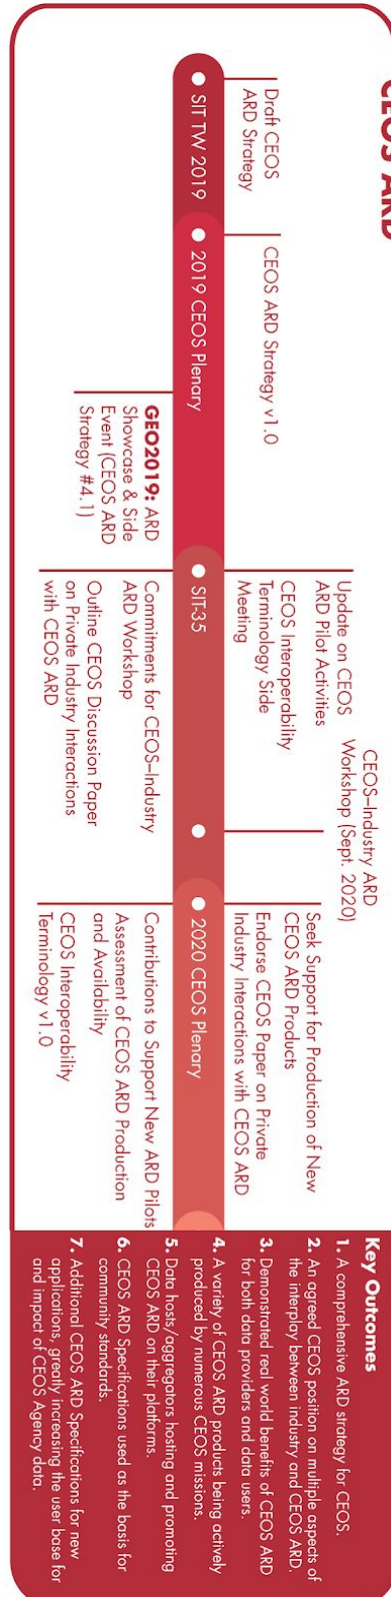 CEOS ARD
Draft CEOS
ARD Strategy
SIT TW 2019
CEOS ARD Strategy v1.0
2019 CEOS Plenary
GEO2019: ARD
Showcase & Side
Event (CEOS ARD
Strategy #4.1)
Update on CEOS
ARD Pilot Activities
CEOS Interoperability
Terminology Side
Meeting
SIT-35
Commitments for CEOS–Industry
ARD Workshop
Outline CEOS Discussion Paper
on Private Industry Interactions
with CEOS ARD
CEOS–Industry ARD
Workshop (Sept. 2020)
Seek Support for Production of New
CEOS ARD Products
Endorse CEOS Paper on Private
Industry Interactions with CEOS ARD
2020 CEOS Plenary
Contributions to Support New ARD Pilots
Assessment of CEOS ARD Production
and Availability
CEOS Interoperability
Terminology v1.0
Key Outcomes
1. A comprehensive ARD strategy for CEOS.
2. An agreed CEOS position on multiple aspects of
the interplay between industry and CEOS ARD.
3. Demonstrated real world benefits of CEOS ARD
for both data providers and data users.
4. A variety of CEOS ARD products being actively
produced by numerous CEOS missions.
5. Data hosts/aggregators hosting and promoting
CEOS ARD on their platforms.
6. CEOS ARD Specifications used as the basis for
community standards.
7. Additional CEOS ARD Specifications for new
applications, greatly increasing the user base for
and impact of CEOS Agency data.